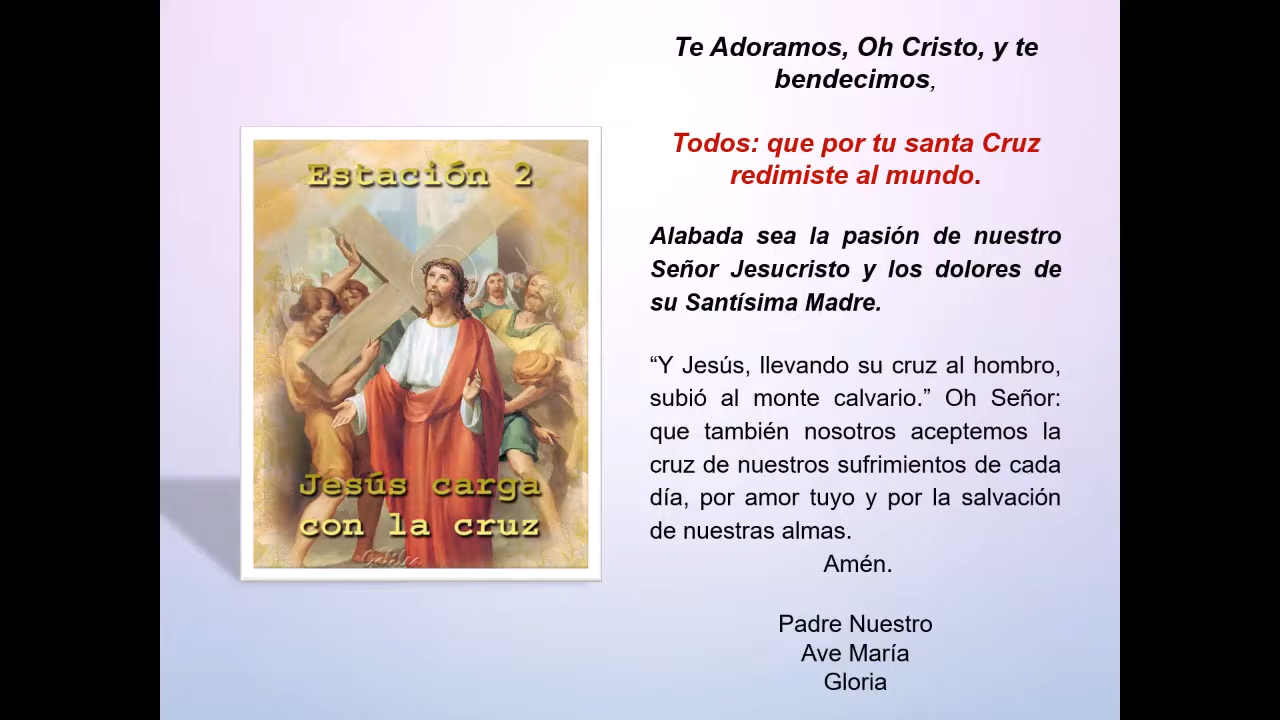 Estación 2
Jesús carga
con la cruz
Te Adoramos, Oh Cristo, y te
bendecimos,
Todos: que por tu santa Cruz
redimiste al mundo.
Alabada sea la pasión de nuestro
Señor Jesucristo y los dolores de
su Santísima Madre.
“Y Jesús, llevando su cruz al hombro,
subió al monte calvario.” Oh Señor:
que también nosotros aceptemos la
cruz de nuestros sufrimientos de cada
día, por amor tuyo y por la salvación
de nuestras almas.
Amén.
Padre Nuestro
Ave María
Gloria